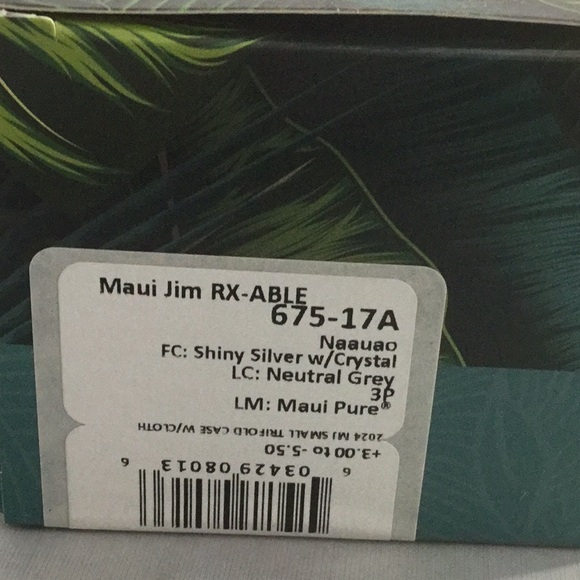 Maui Jim RX-ABLE
675-17A
Naauao
FC: Shiny Silver w/Crystal
LC: Neutral Grey
3P
LM: Maui Pure®
2024 MJ SMALL TRIFOLD CASE W/CLOTH
+3.00 to -5.50
6 03429 08013 6